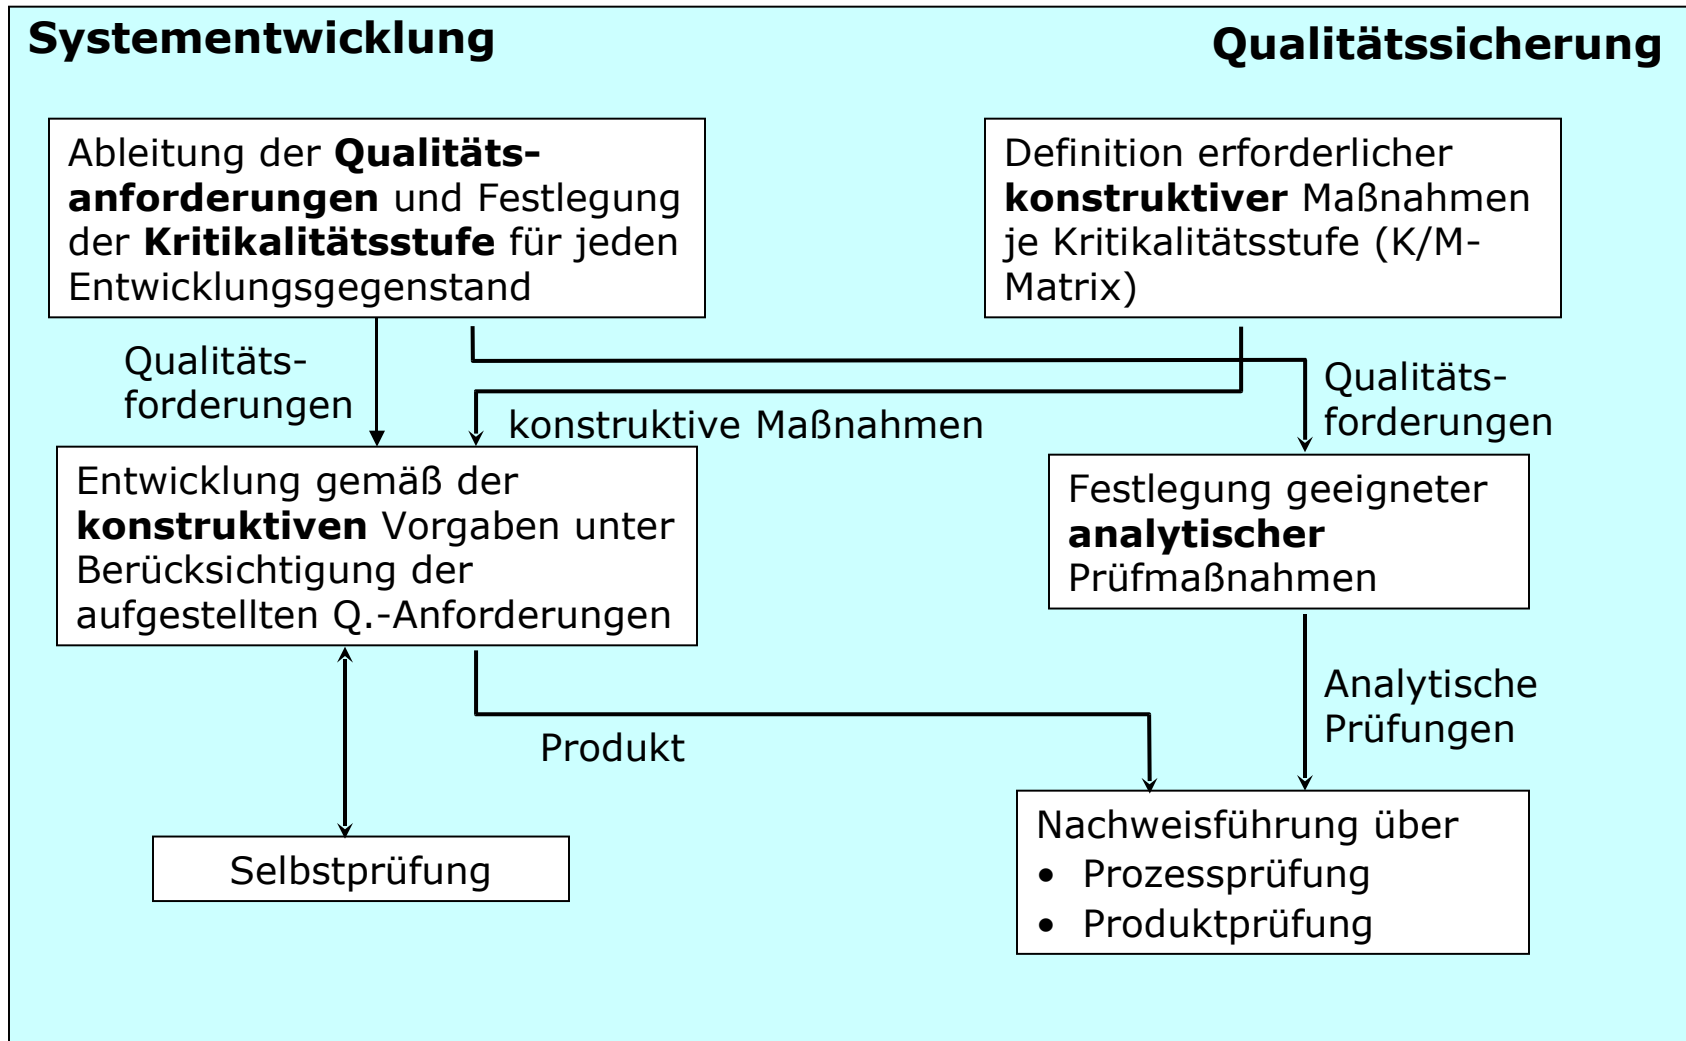 Systementwicklung
Qualitätssicherung
Ableitung der Qualitäts-
anforderungen und Festlegung
der Kritikalitätsstufe für jeden
Entwicklungsgegenstand
Definition erforderlicher
konstruktiver Maßnahmen
je Kritikalitätsstufe (K/M-
Matrix)
Qualitäts-
forderungen
konstruktive Maßnahmen
Qualitäts-
forderungen
Entwicklung gemäß der
konstruktiven Vorgaben unter
Berücksichtigung der
aufgestellten Q.-Anforderungen
Festlegung geeigneter
analytischer
Prüfmaßnahmen
Produkt
Analytische
Prüfungen
Selbstprüfung
Nachweisführung über
• Prozessprüfung
• Produktprüfung